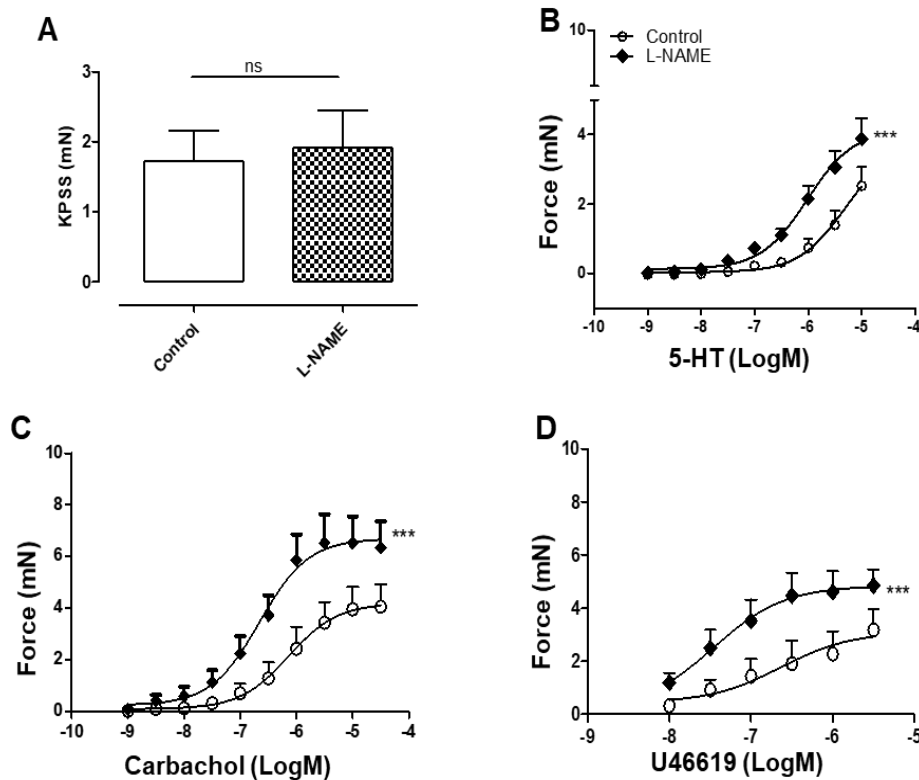 A
ns
3
2
1
0
KPSS (mN)
Control
L-NAME
B
Control
L-NAME
10
4
2
0
Force (mN)
***
-10 -9 -8 -7 -6 -5 -4
5-HT (LogM)
C
10
8
6
4
2
0
Force (mN)
***
-10 -9 -8 -7 -6 -5 -4
Carbachol (LogM)
D
10
8
6
4
2
0
Force (mN)
***
-8 -7 -6 -5
U46619 (LogM)